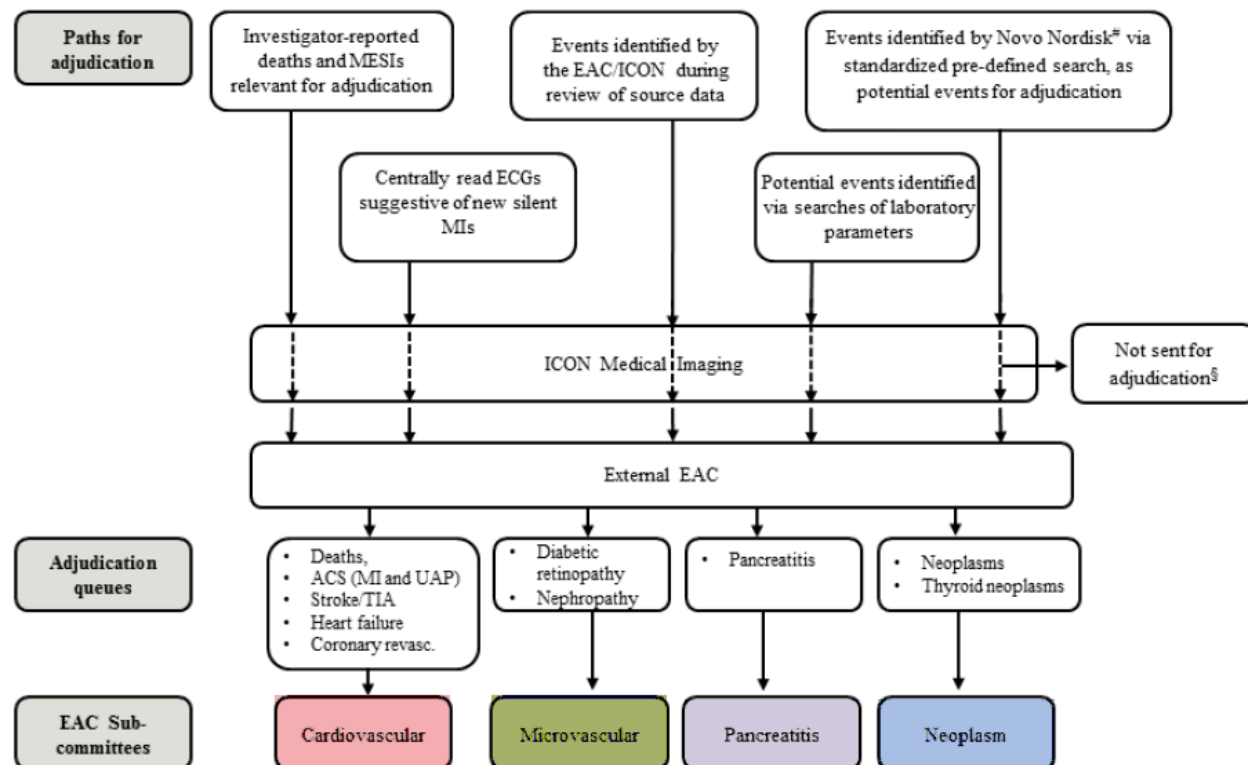 Paths for
adjudication
Investigator-reported
deaths and MESIs
relevant for adjudication
Events identified by
the EAC/ICON during
review of source data
Events identified by Novo Nordisk# via
standardized pre-defined search, as
potential events for adjudication
Centrally read ECGs
suggestive of new silent
MIs
Potential events identified
via searches of laboratory
parameters
ICON Medical Imaging
Not sent for
adjudication§
External EAC
Adjudication
queues
• Deaths,
• ACS (MI and UAP)
• Stroke/TIA
• Heart failure
• Coronary revasc.
• Diabetic
retinopathy
• Nephropathy
• Pancreatitis
• Neoplasms
• Thyroid neoplasms
EAC Sub-
committees
Cardiovascular
Microvascular
Pancreatitis
Neoplasm